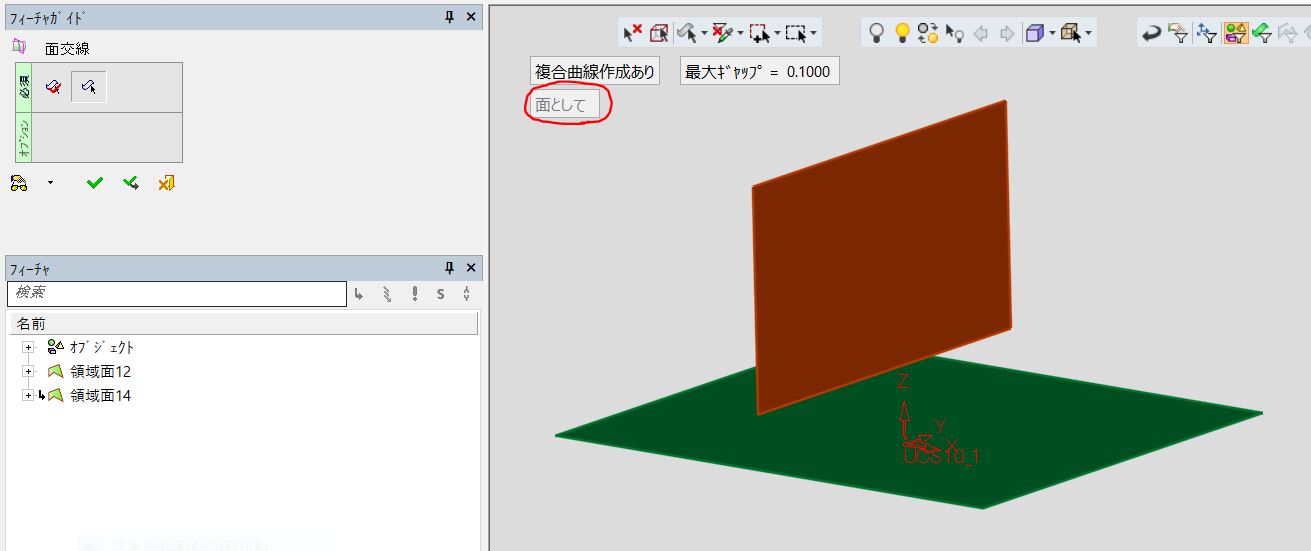 フィーチャガイド
面交線
必須
オプション
フィーチャ
検索
S
名前
オブジェクト
領域面12
領域面14
複合曲線作成あり
最大ギャップ = 0.1000
面として
Z
Y
X
UCS10_1